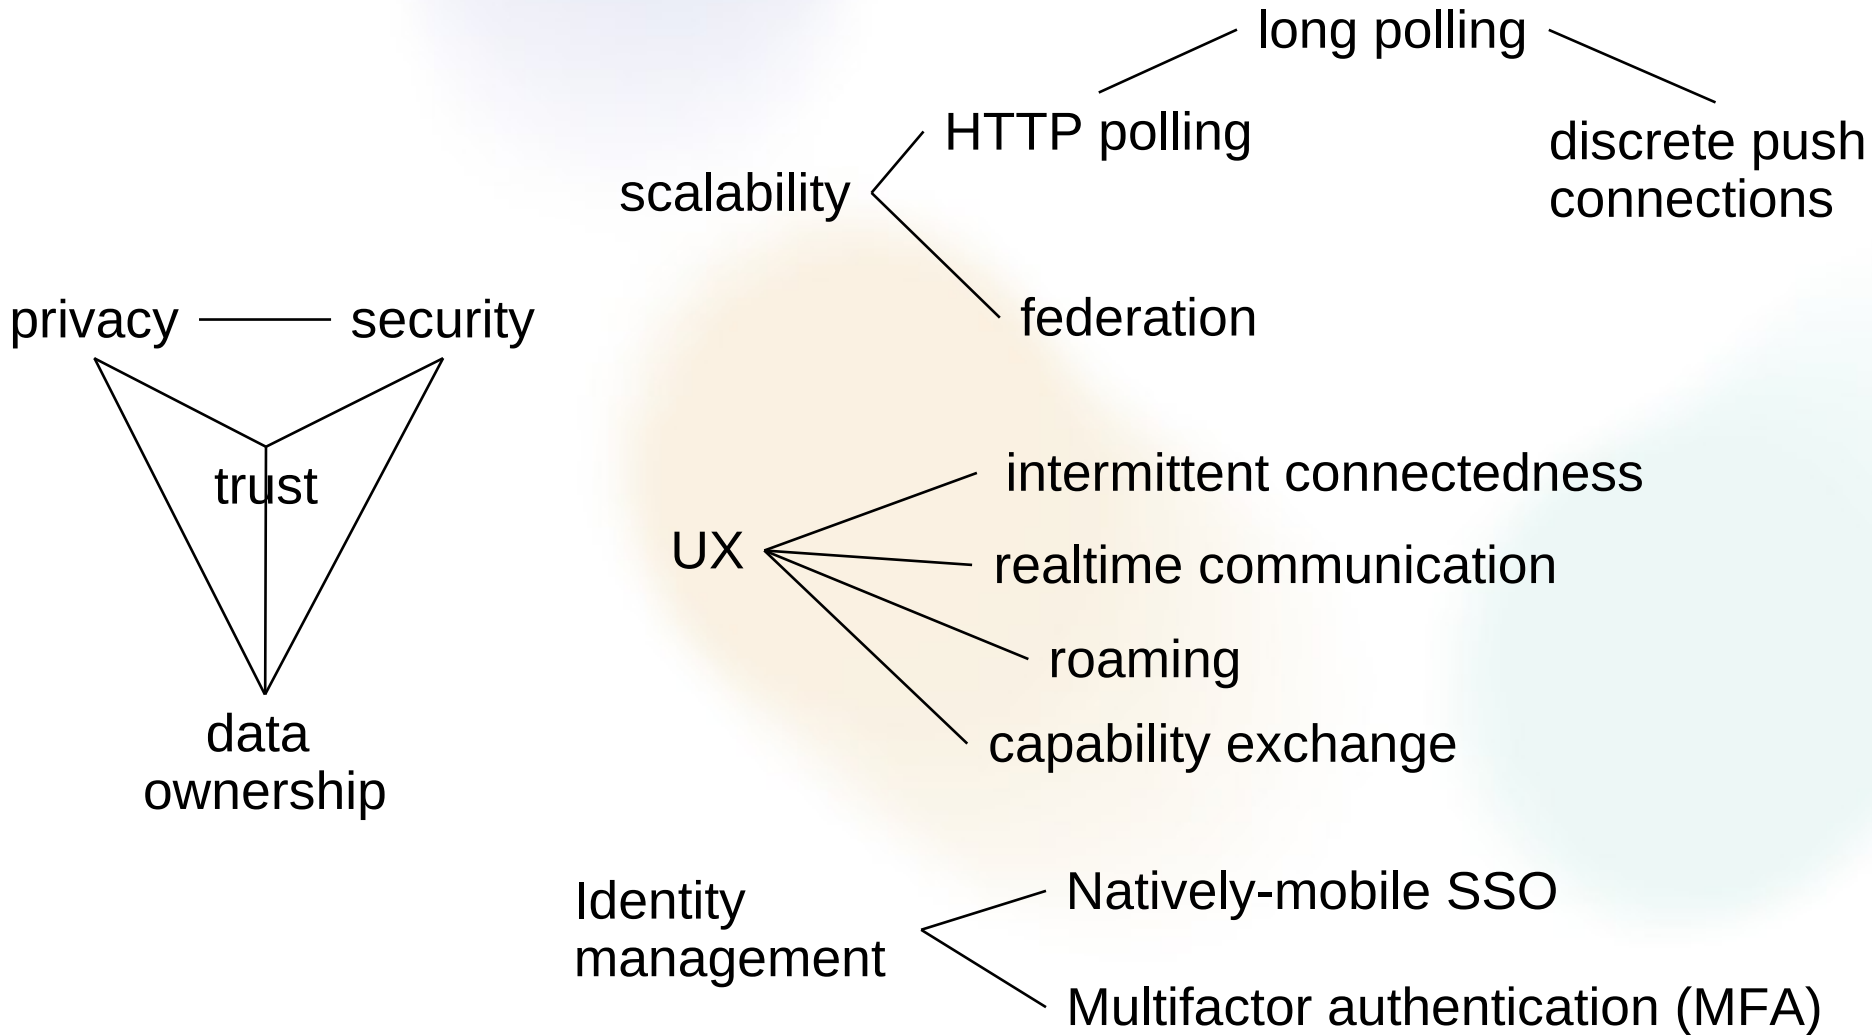 long polling
HTTP polling
discrete push
connections
scalability
federation
privacy
security
trust
data
ownership
intermittent connectedness
UX
realtime communication
roaming
capability exchange
Identity
management
Natively-mobile SSO
Multifactor authentication (MFA)